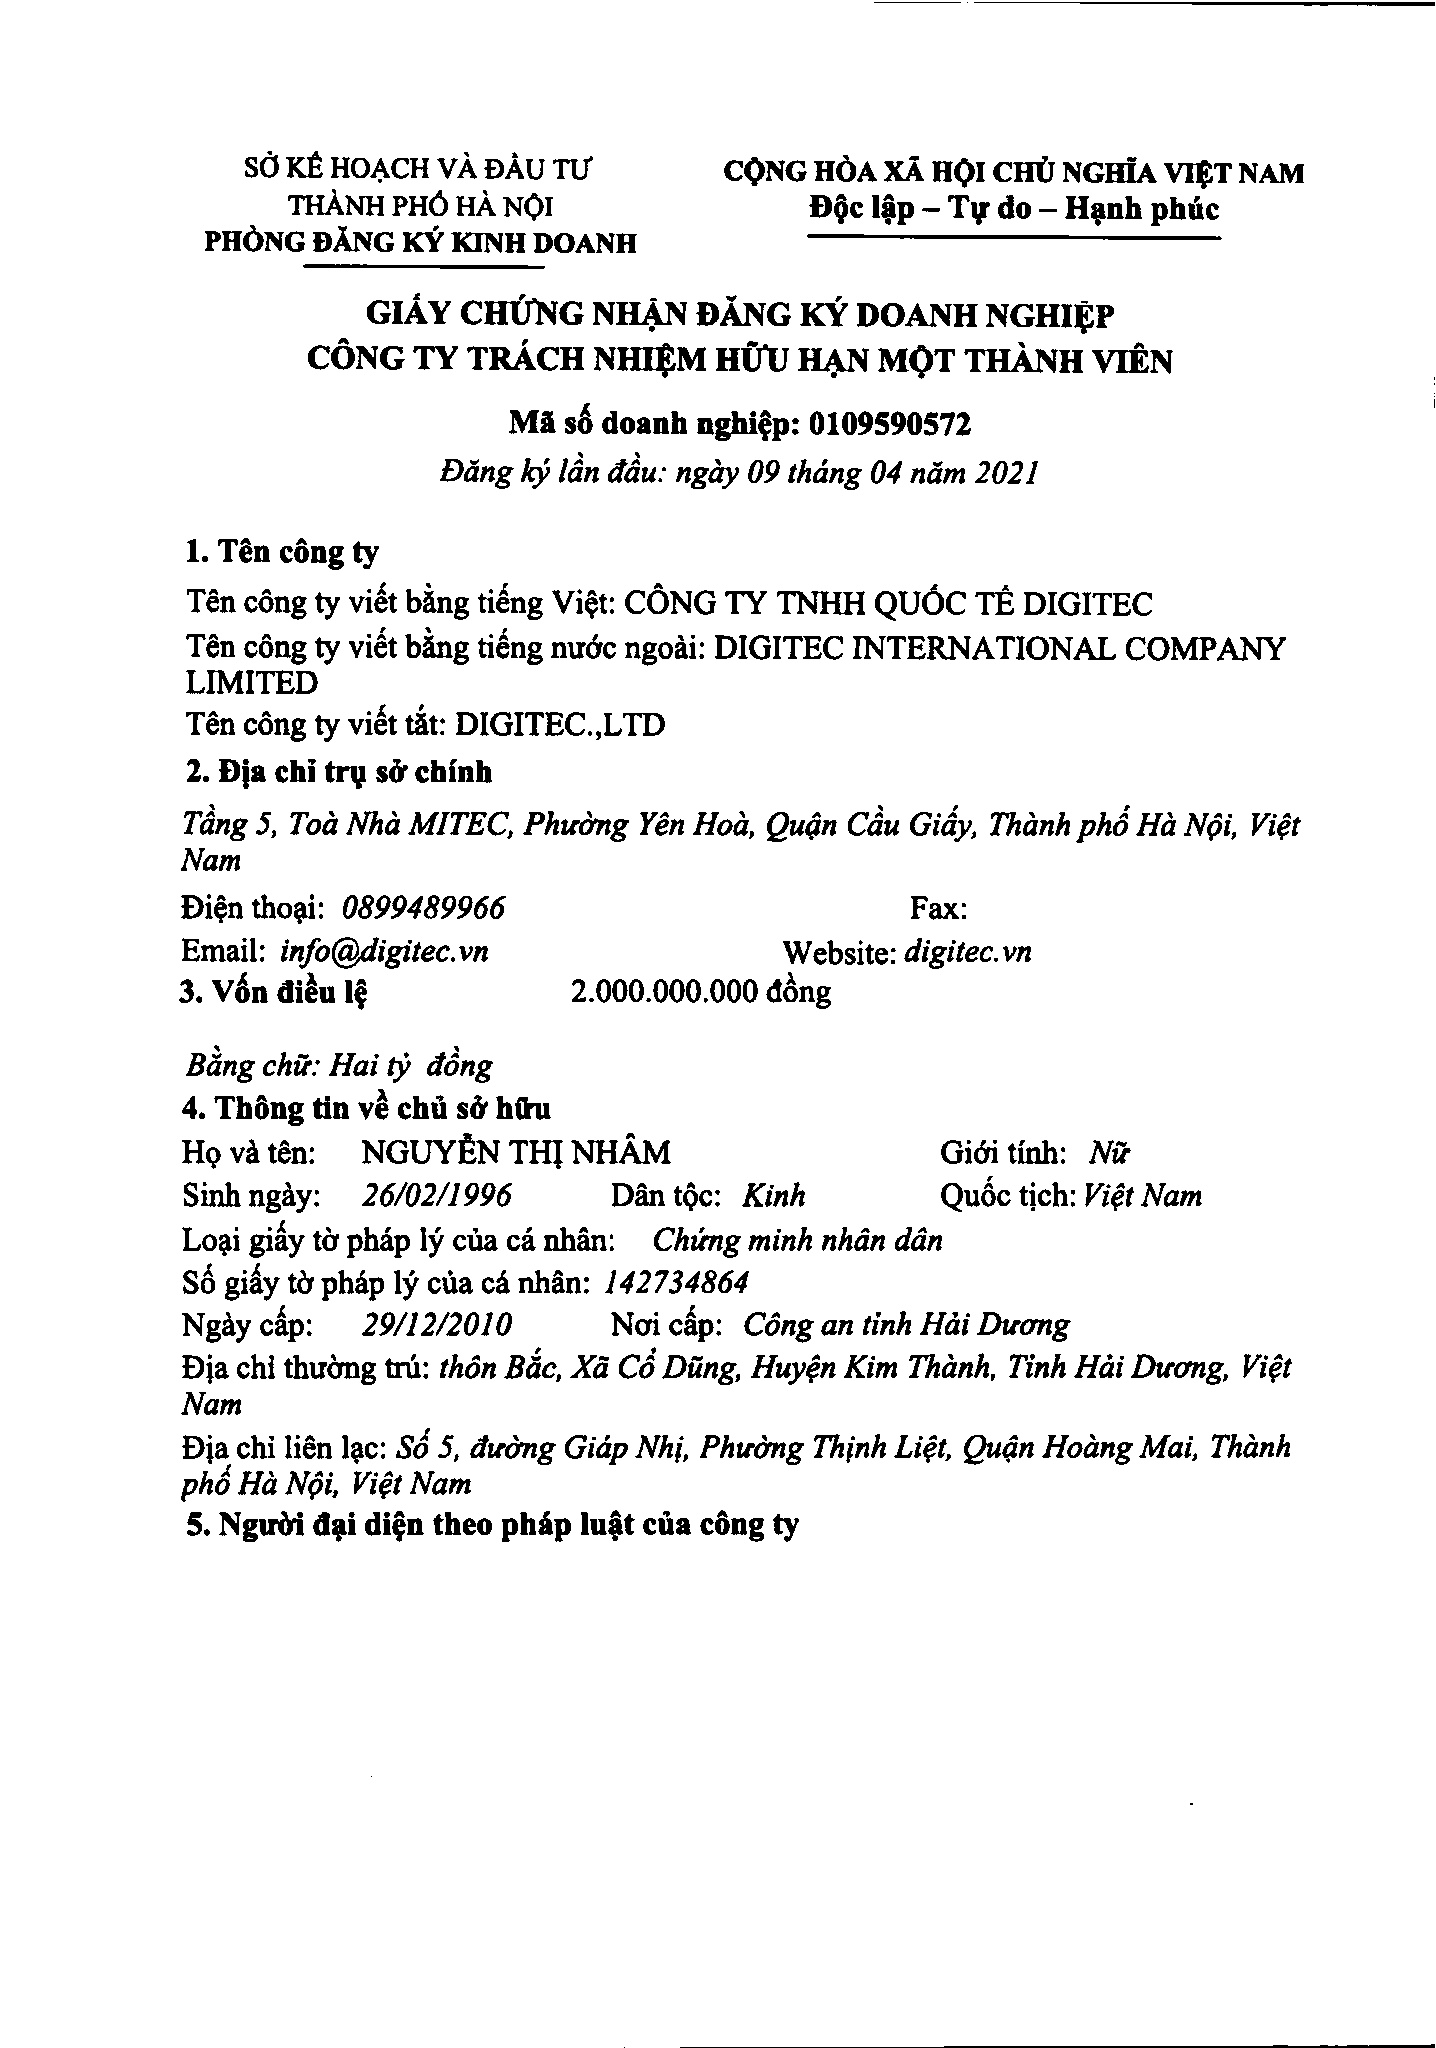 SỞ KẾ HOẠCH VÀ ĐẦU TƯ
THÀNH PHỐ HÀ NỘI
PHÒNG ĐĂNG KÝ KINH DOANH
CỘNG HÒA XÃ HỘI CHỦ NGHĨA VIỆT NAM
Độc lập – Tự do – Hạnh phúc
GIẤY CHỨNG NHẬN ĐĂNG KÝ DOANH NGHIỆP
CÔNG TY TRÁCH NHIỆM HỮU HẠN MỘT THÀNH VIÊN
Mã số doanh nghiệp: 0109590572
Đăng ký lần đầu: ngày 09 tháng 04 năm 2021
1. Tên công ty
Tên công ty viết bằng tiếng Việt: CÔNG TY TNHH QUỐC TẾ DIGITEC
Tên công ty viết bằng tiếng nước ngoài: DIGITEC INTERNATIONAL COMPANY
LIMITED
Tên công ty viết tắt: DIGITEC.,LTD
2. Địa chỉ trụ sở chính
Tầng 5, Toà Nhà MITEC, Phường Yên Hoà, Quận Cầu Giấy, Thành phố Hà Nội, Việt
Nam
Điện thoại: 0899489966 Fax:
Email: info@digitec.vn Website: digitec.vn
3. Vốn điều lệ 2.000.000.000 đồng
Bằng chữ: Hai tỷ đồng
4. Thông tin về chủ sở hữu
Họ và tên: NGUYỄN THỊ NHÂM Giới tính: Nữ
Sinh ngày: 26/02/1996 Dân tộc: Kinh Quốc tịch: Việt Nam
Loại giấy tờ pháp lý của cá nhân: Chứng minh nhân dân
Số giấy tờ pháp lý của cá nhân: 142734864
Ngày cấp: 29/12/2010 Nơi cấp: Công an tỉnh Hải Dương
Địa chỉ thường trú: thôn Bắc, Xã Cổ Dũng, Huyện Kim Thành, Tỉnh Hải Dương, Việt
Nam
Địa chỉ liên lạc: Số 5, đường Giáp Nhị, Phường Thịnh Liệt, Quận Hoàng Mai, Thành
phố Hà Nội, Việt Nam
5. Người đại diện theo pháp luật của công ty